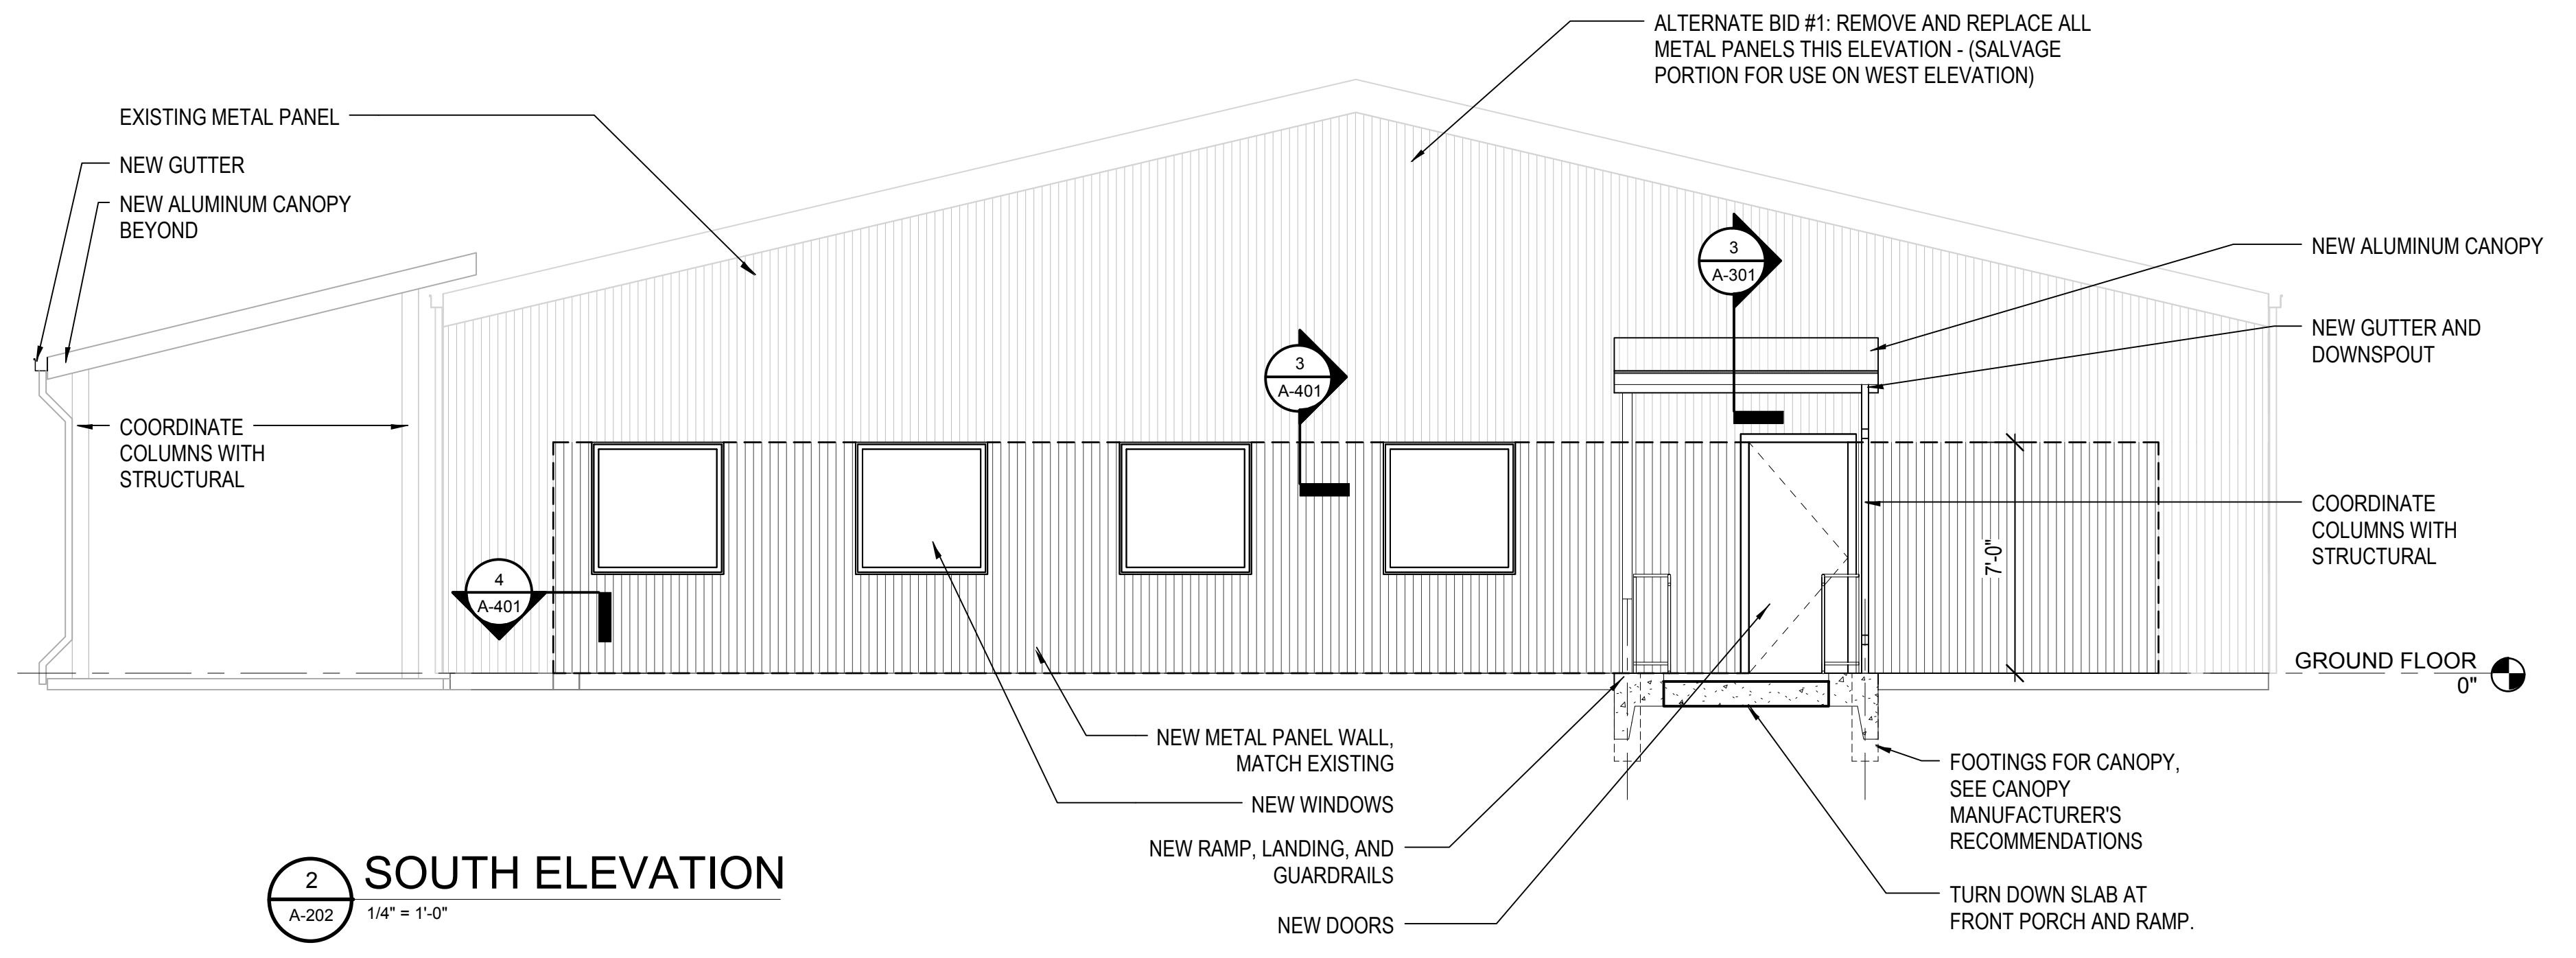 ALTERNATE BID #1: REMOVE AND REPLACE ALL
METAL PANELS THIS ELEVATION - (SALVAGE
PORTION FOR USE ON WEST ELEVATION)
EXISTING METAL PANEL
NEW GUTTER
NEW ALUMINUM CANOPY
BEYOND
3
A-301
NEW ALUMINUM CANOPY
NEW GUTTER AND
DOWNSPOUT
3
A-401
COORDINATE
COLUMNS WITH
STRUCTURAL
COORDINATE
COLUMNS WITH
STRUCTURAL
7'-0"
4
A-401
GROUND FLOOR
0"
NEW METAL PANEL WALL,
MATCH EXISTING
NEW WINDOWS
NEW RAMP, LANDING, AND
GUARDRAILS
NEW DOORS
FOOTINGS FOR CANOPY,
SEE CANOPY
MANUFACTURER'S
RECOMMENDATIONS
TURN DOWN SLAB AT
FRONT PORCH AND RAMP.
2
A-202
SOUTH ELEVATION
1/4" = 1'-0"